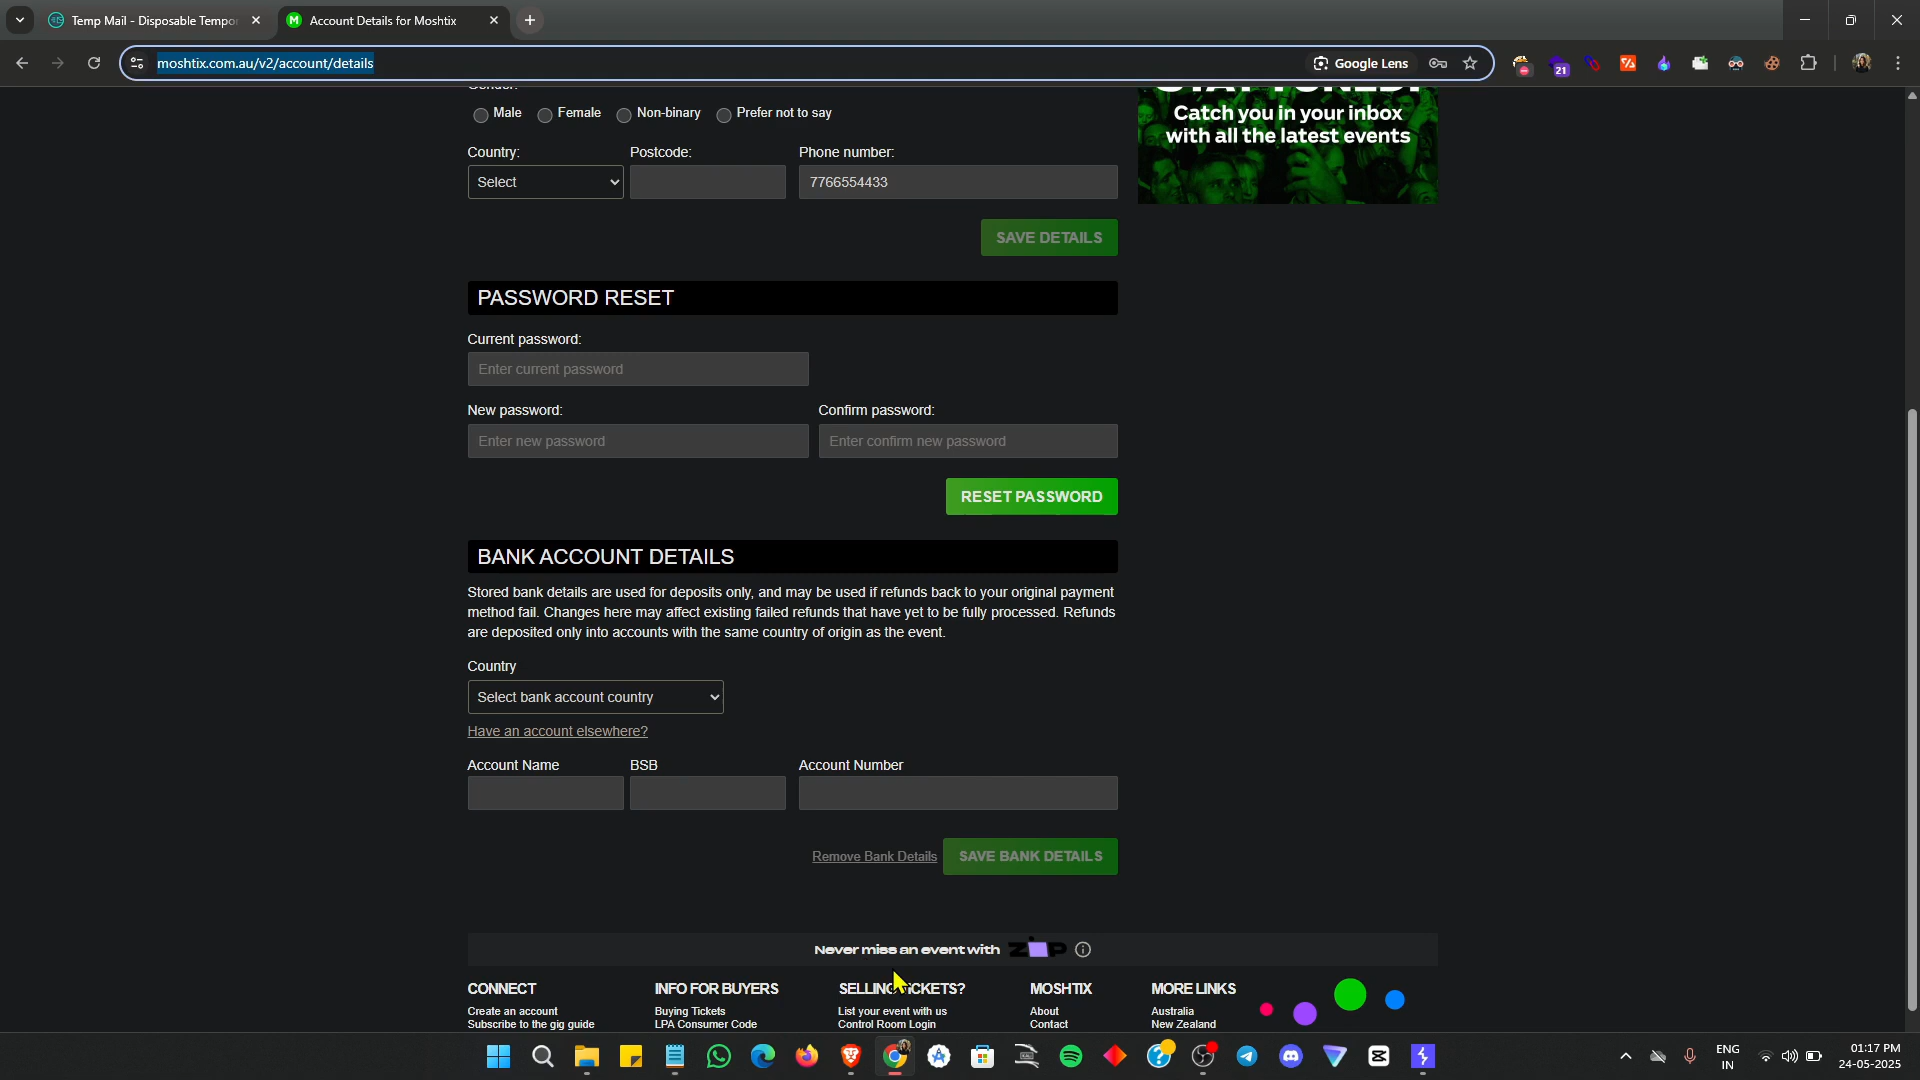 Temp Mail - Disposable Tempo
Account Details for Moshtix
moshtix.com.au/v2/account/details
Google Lens
21
Gender:
Male
Female
Non-binary
Prefer not to say
Country:
Postcode:
Phone number:
Select
7766554433
SAVE DETAILS
STAY TUNED!
Catch you in your inbox
with all the latest events
PASSWORD RESET
Current password:
Enter current password
New password:
Confirm password:
Enter new password
Enter confirm new password
RESET PASSWORD
BANK ACCOUNT DETAILS
Stored bank details are used for deposits only, and may be used if refunds back to your original payment
method fail. Changes here may affect existing failed refunds that have yet to be fully processed. Refunds
are deposited only into accounts with the same country of origin as the event.
Country
Select bank account country
Have an account elsewhere?
Account Name
BSB
Account Number
Remove Bank Details
SAVE BANK DETAILS
Never miss an event with zip
CONNECT
INFO FOR BUYERS
SELLING TICKETS?
MOSHTIX
MORE LINKS
Create an account
Buying Tickets
List your event with us
About
Australia
Subscribe to the gig guide
LPA Consumer Code
Control Room Login
Contact
New Zealand
ENG
IN
01:17 PM
24-05-2025